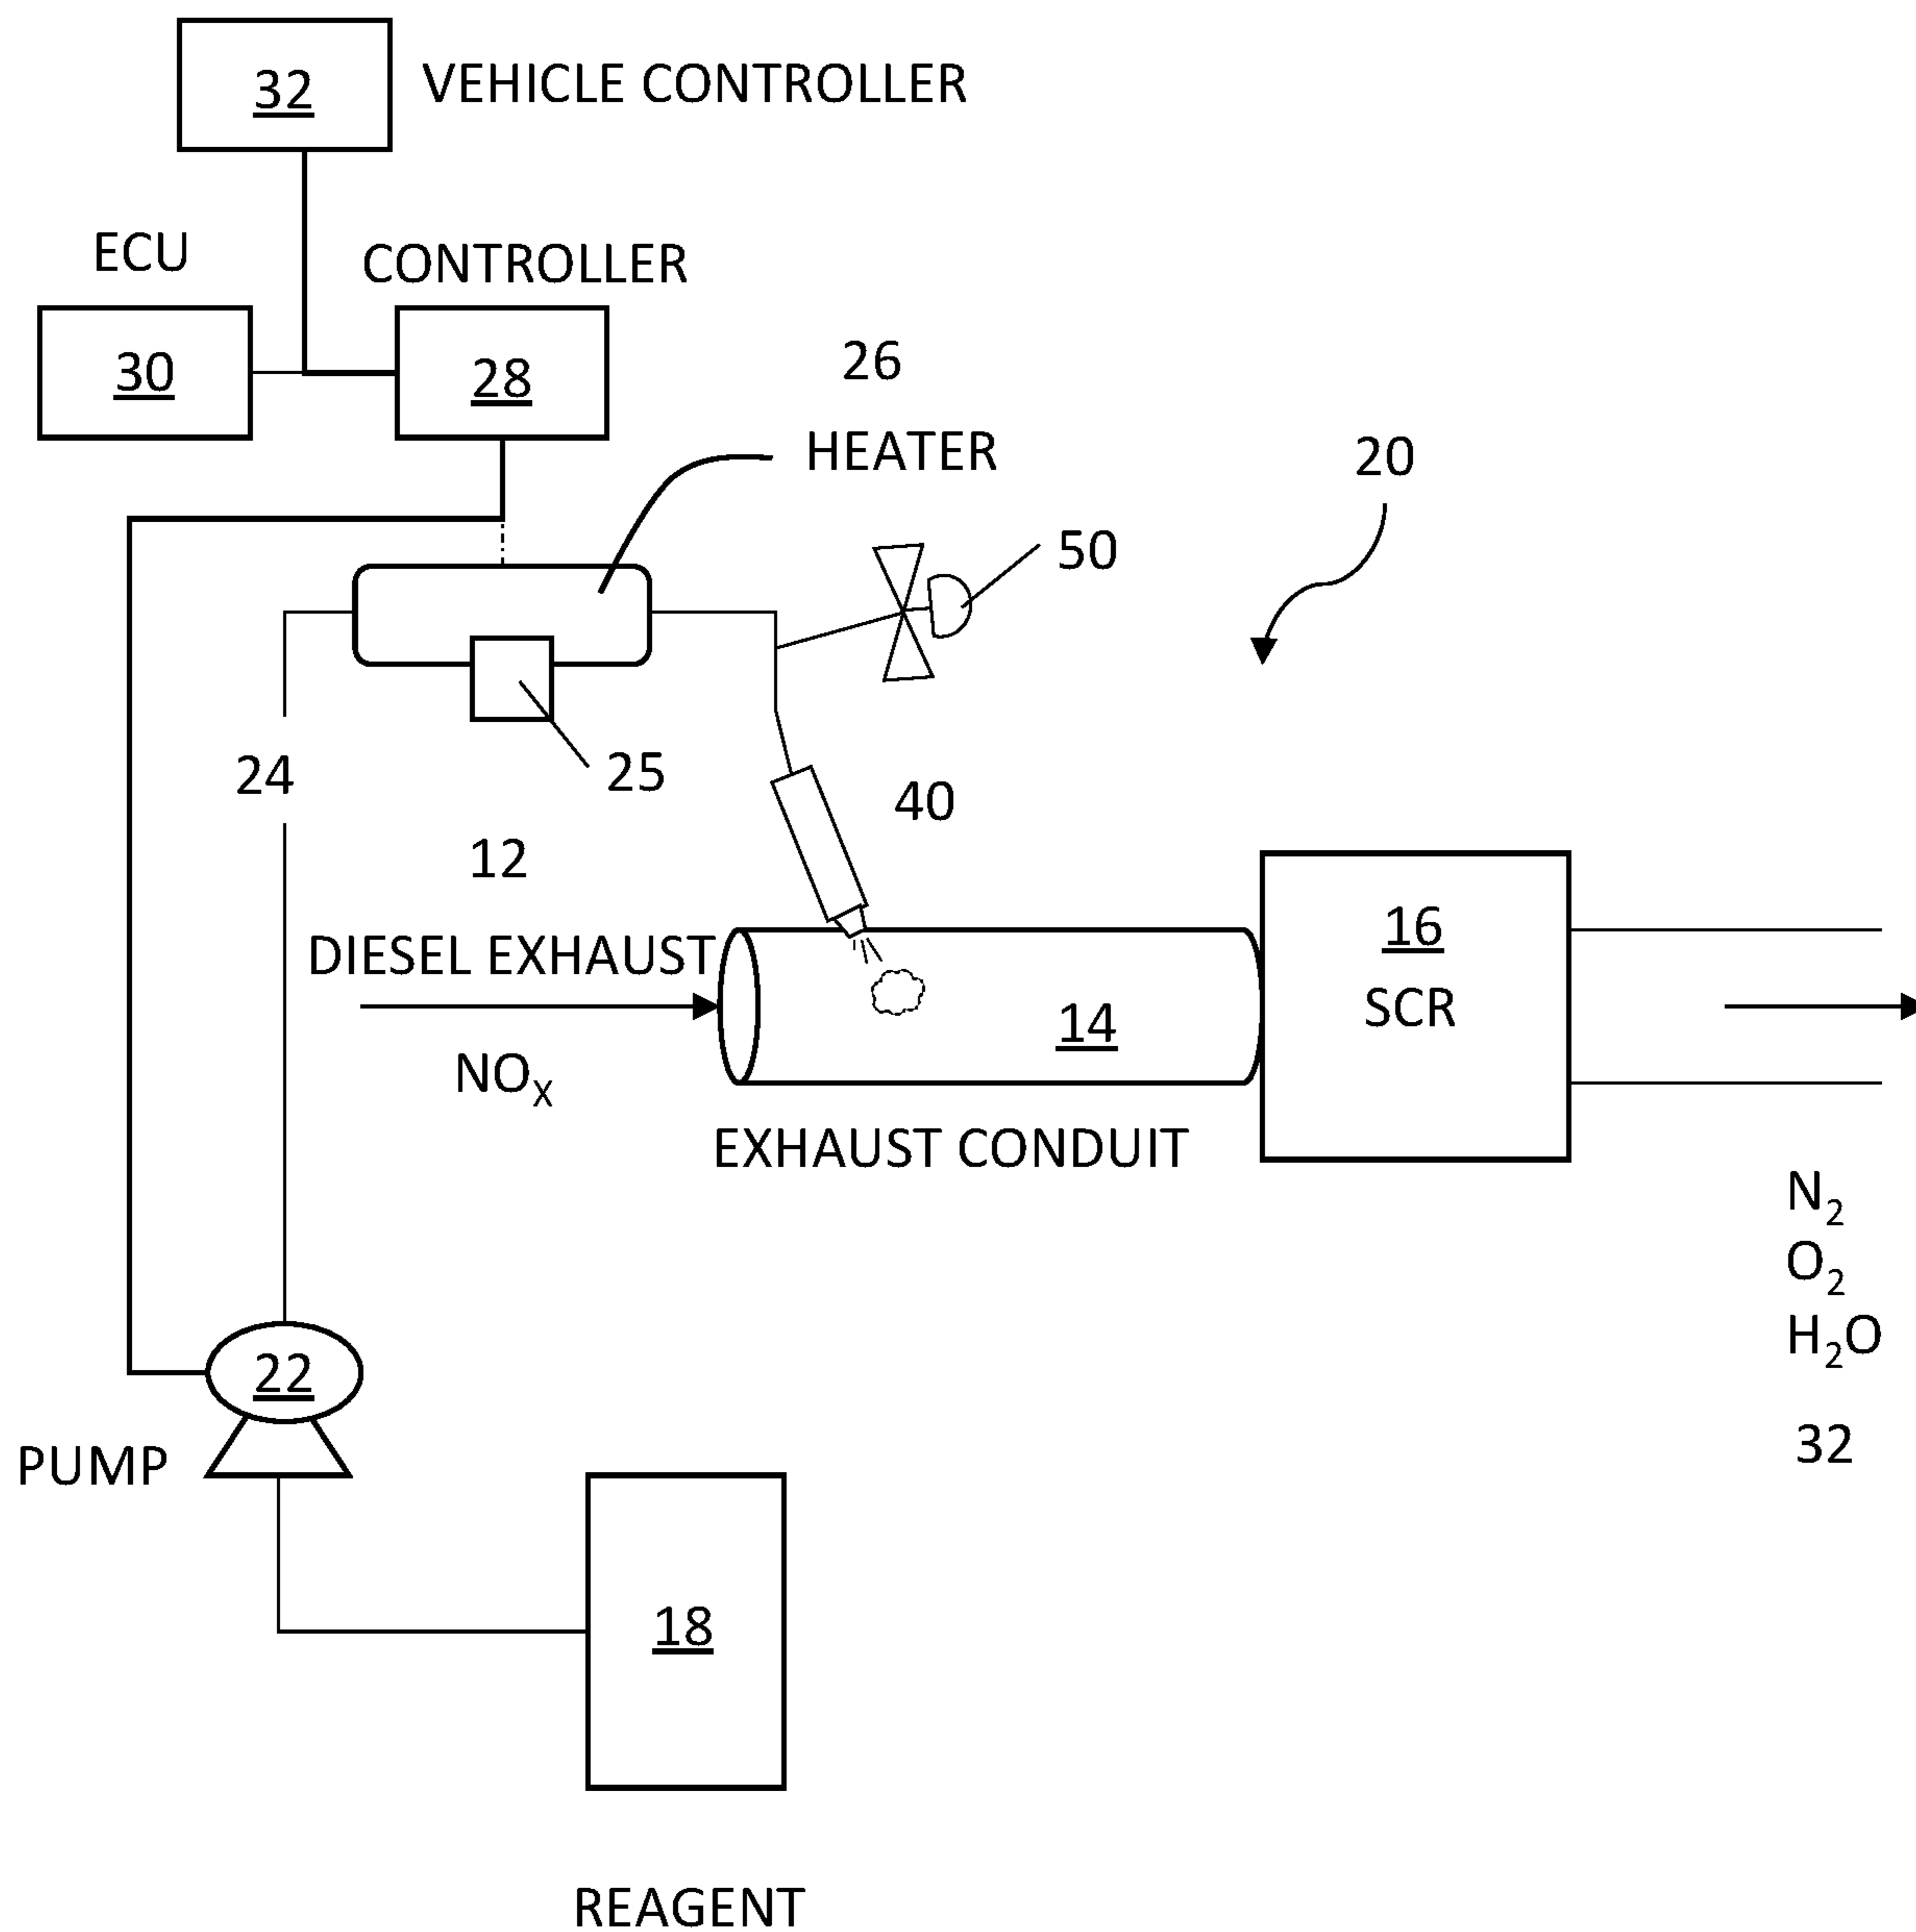 32
VEHICLE CONTROLLER
ECU
CONTROLLER
30
28
26
HEATER
20
50
24
25
40
12
DIESEL EXHAUST
NOX
14
16
SCR
EXHAUST CONDUIT
N2
O2
H2O
32
22
PUMP
18
REAGENT